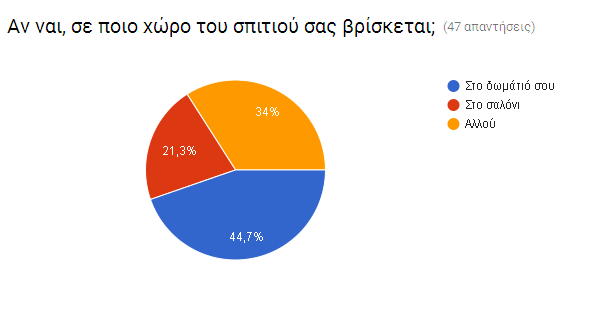 Αν ναι, σε ποιο χώρο του σπιτιού σας βρίσκεται; (47 απαντήσεις)
Στο δωμάτιό σου
Στο σαλόνι
Αλλού
34%
21,3%
44,7%